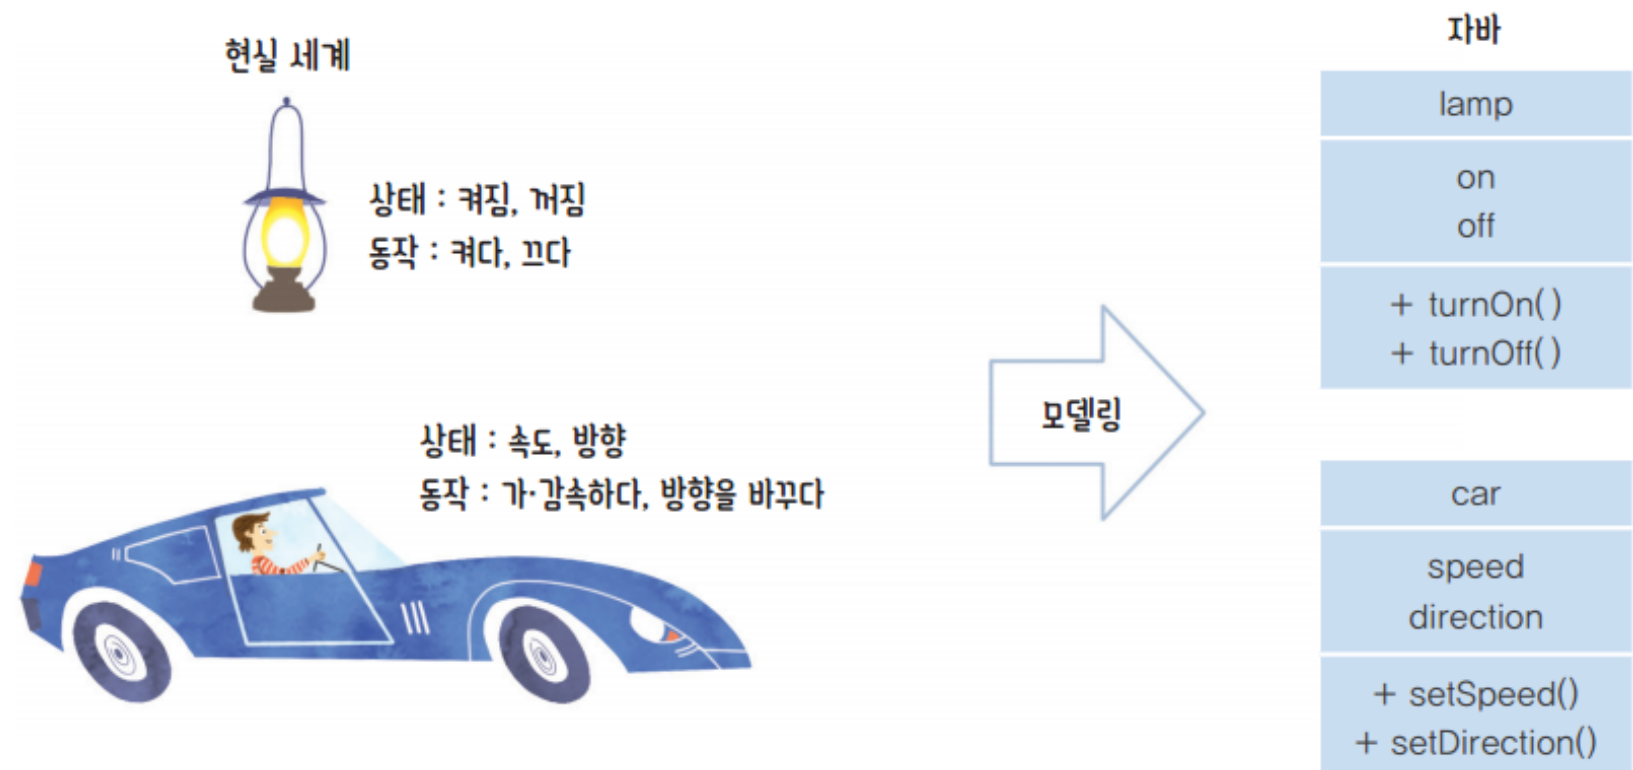 현실 세계
상태 : 켜짐, 꺼짐
동작 : 켜다, 끄다
상태 : 속도, 방향
동작 : 가·감속하다, 방향을 바꾸다
모델링
자바
lamp
on
off
+ turnOn( )
+ turnOff( )
car
speed
direction
+ setSpeed()
+ setDirection()